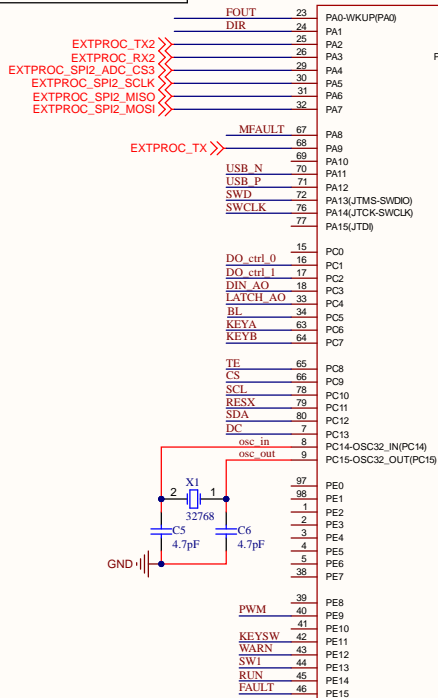 FOUT 23 PA0-WKUP(PA0)
DIR 24 PA1
EXTPROC_TX2 25 PA2
EXTPROC_RX2 26 PA3
EXTPROC_SPI2_ADC_CS3 29 PA4
EXTPROC_SPI2_SCLK 30 PA5
EXTPROC_SPI2_MISO 31 PA6
EXTPROC_SPI2_MOSI 32 PA7
P
MFAULT 67 PA8
EXTPROC_TX 68 PA9
69 PA10
USB_N 70 PA11
USB_P 71 PA12
SWD 72 PA13(JTMS-SWDIO)
SWCLK 76 PA14(JTCK-SWCLK)
77 PA15(JTDI)
15 PC0
DO_ctrl_0 16 PC1
DO_ctrl_1 17 PC2
DIN_AO 18 PC3
LATCH_AO 33 PC4
BL 34 PC5
KEYA 63 PC6
KEYB 64 PC7
TE 65 PC8
CS 66 PC9
SCL 78 PC10
RESX 79 PC11
SDA 80 PC12
DC 7 PC13
osc_in 8 PC14-OSC32_IN(PC14)
osc_out 9 PC15-OSC32_OUT(PC15)
X1
2 1
32768
C5
4.7pF
C6
4.7pF
GND
97 PE0
98 PE1
1 PE2
2 PE3
3 PE4
4 PE5
5 PE6
38 PE7
39 PE8
PWM 40 PE9
41 PE10
KEYSW 42 PE11
WARN 43 PE12
SW1 44 PE13
RUN 45 PE14
FAULT 46 PE15